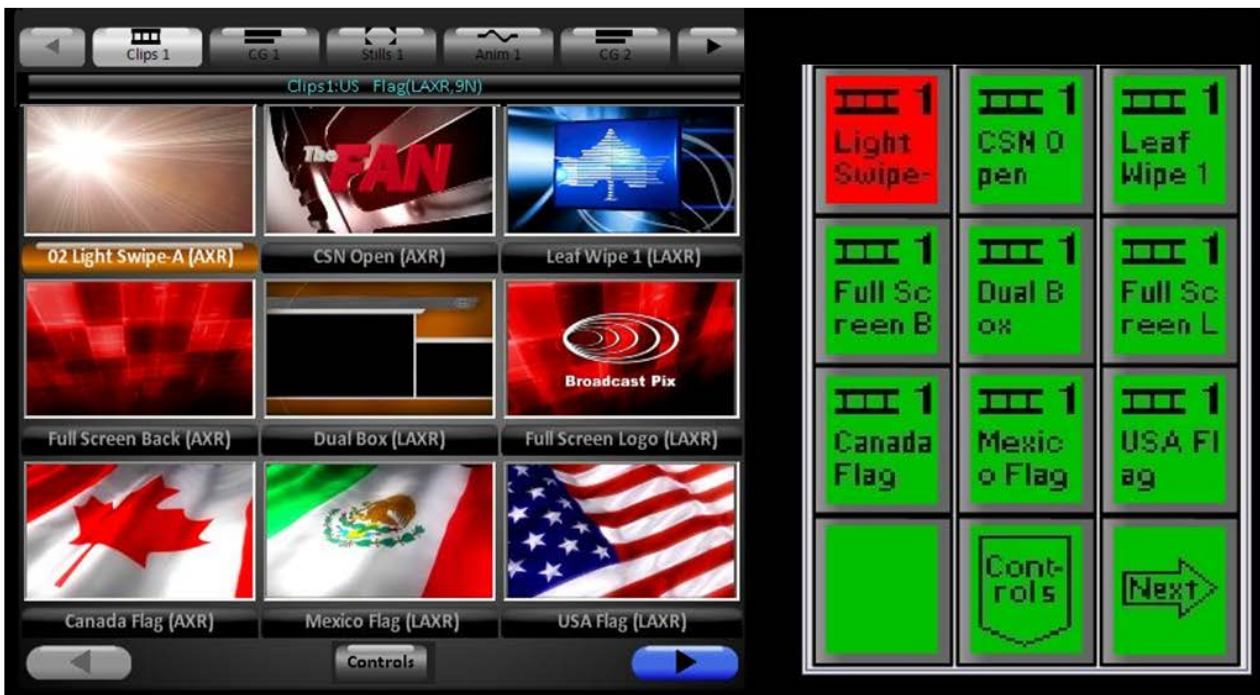 Clips 1
CG 1
Stills 1
Anim 1
CG 2
Clips1:US Flag(LAXR,9N)
The
FAN
02 Light Swipe-A (AXR)
CSN Open (AXR)
Leaf Wipe 1 (LAXR)
Broadcast Pix
Full Screen Back (AXR)
Dual Box (LAXR)
Full Screen Logo (LAXR)
Canada Flag (AXR)
Mexico Flag (LAXR)
USA Flag (LAXR)
Controls
1
Light
Swipe-
1
CSN O
pen
1
Leaf
Wipe 1
1
Full Sc
reen B
1
Dual B
ox
1
Full Sc
reen L
1
Canada
Flag
1
Mexic
o Flag
1
USA Fl
ag
Cont-
rols
Next